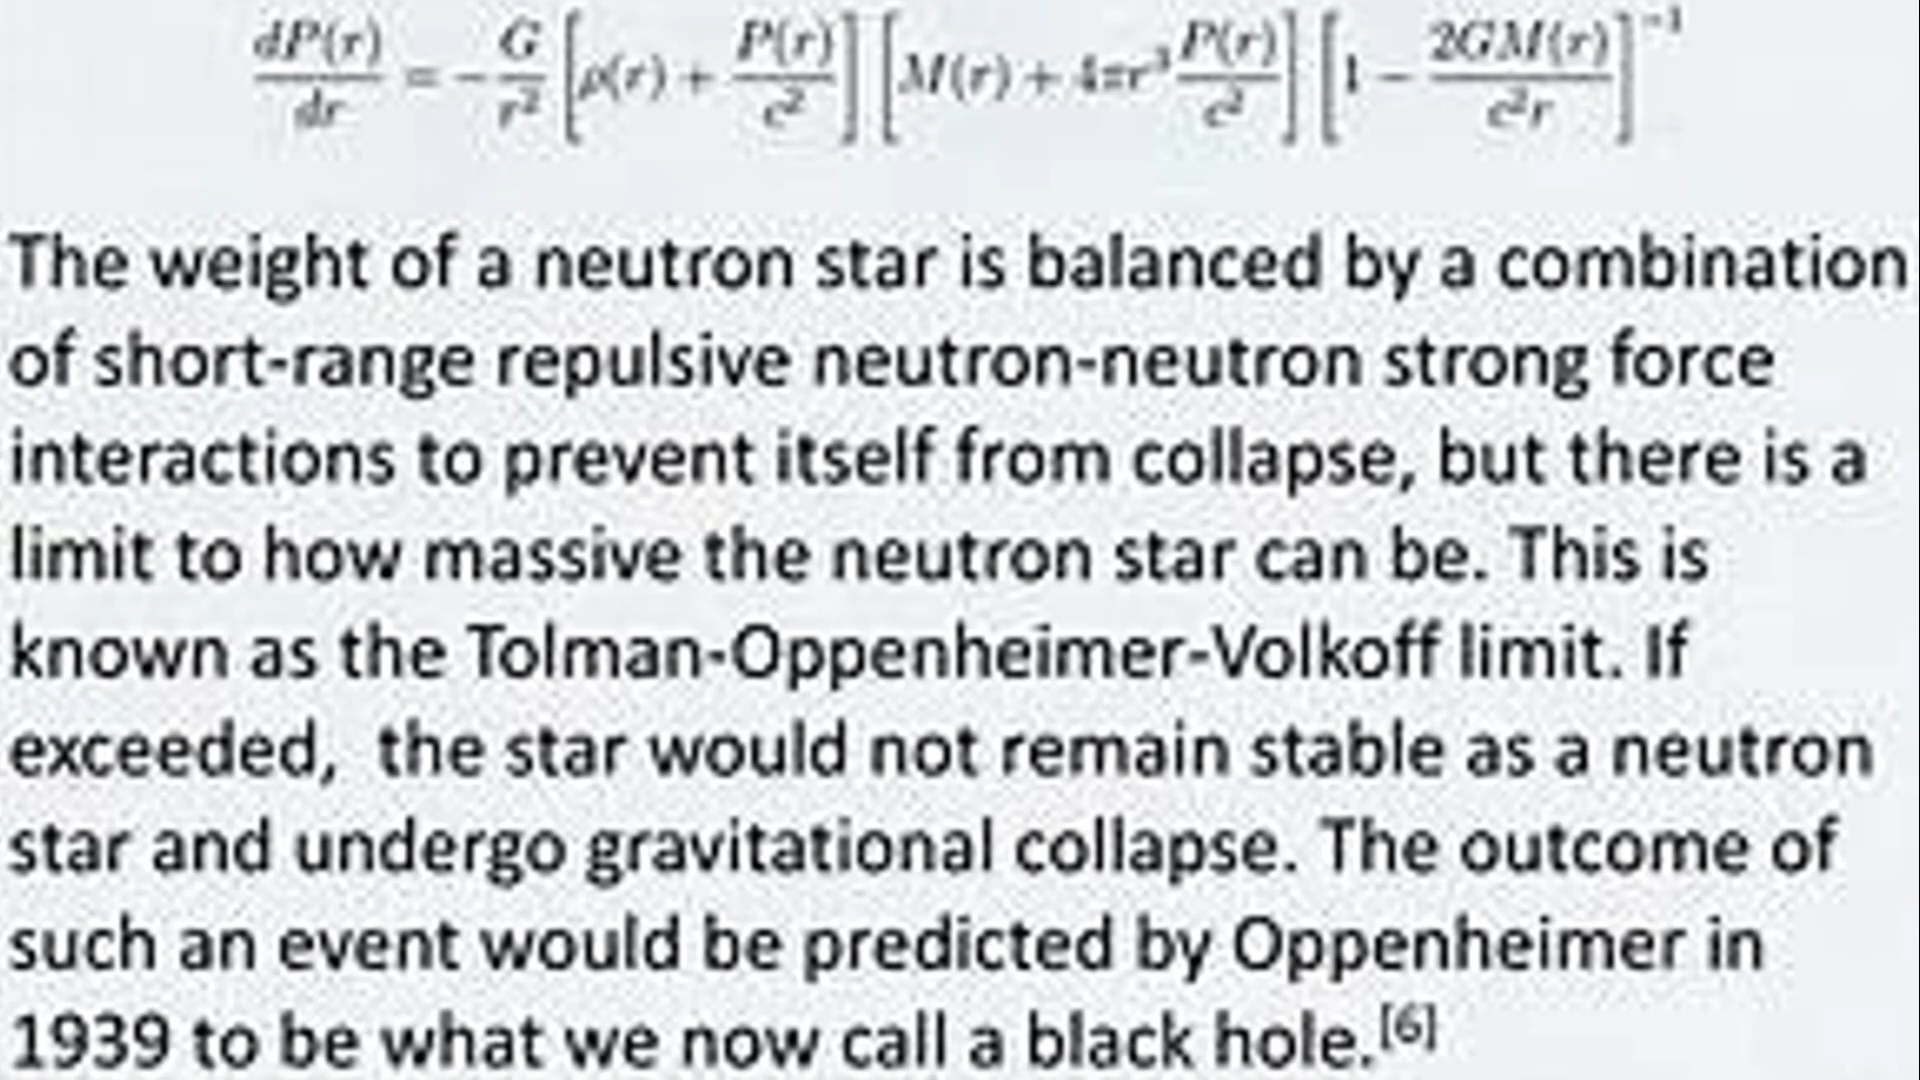 dP(r)/dr = −G/r² [ρ(r) + P(r)/c²] [M(r) + 4πr³ P(r)/c²] [1 − 2GM(r)/c²r]⁻¹
The weight of a neutron star is balanced by a combination
of short-range repulsive neutron-neutron strong force
interactions to prevent itself from collapse, but there is a
limit to how massive the neutron star can be. This is
known as the Tolman-Oppenheimer-Volkoff limit. If
exceeded,  the star would not remain stable as a neutron
star and undergo gravitational collapse. The outcome of
such an event would be predicted by Oppenheimer in
1939 to be what we now call a black hole.[6]